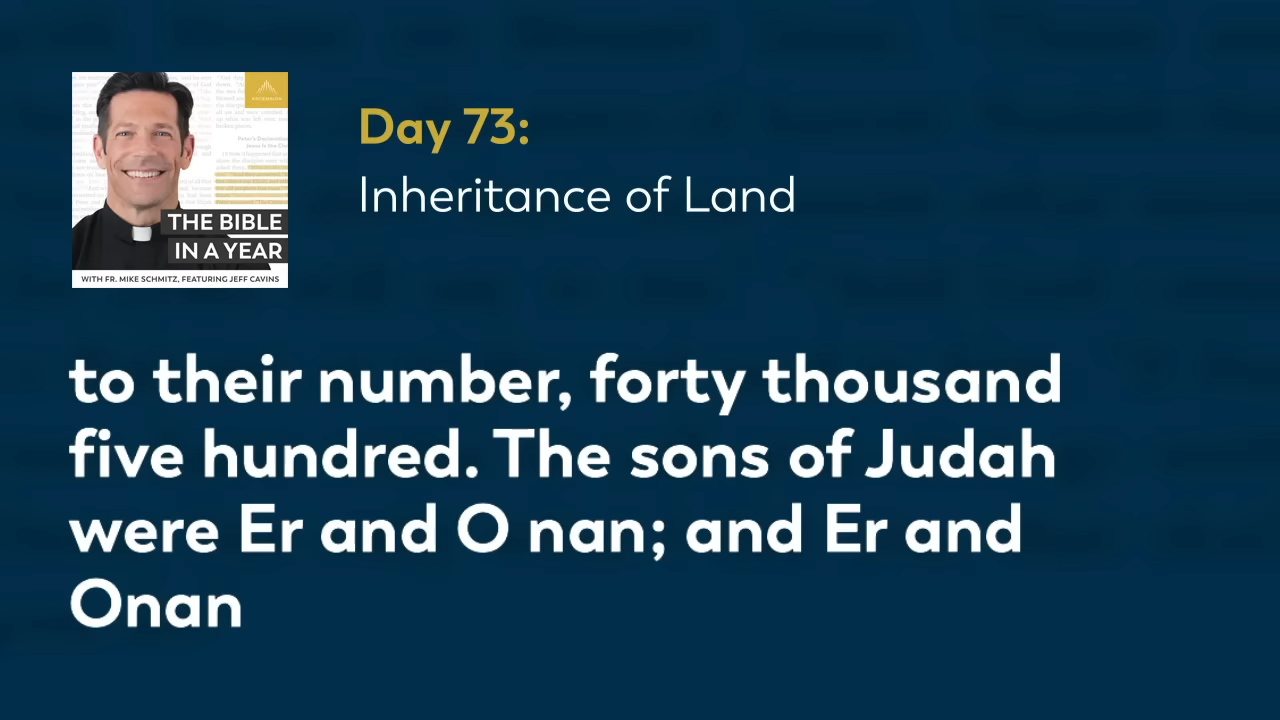 ASCENSION
THE BIBLE
IN A YEAR
WITH FR. MIKE SCHMITZ, FEATURING JEFF CAVINS
Day 73:
Inheritance of Land
to their number, forty thousand
five hundred. The sons of Judah
were Er and O nan; and Er and
Onan